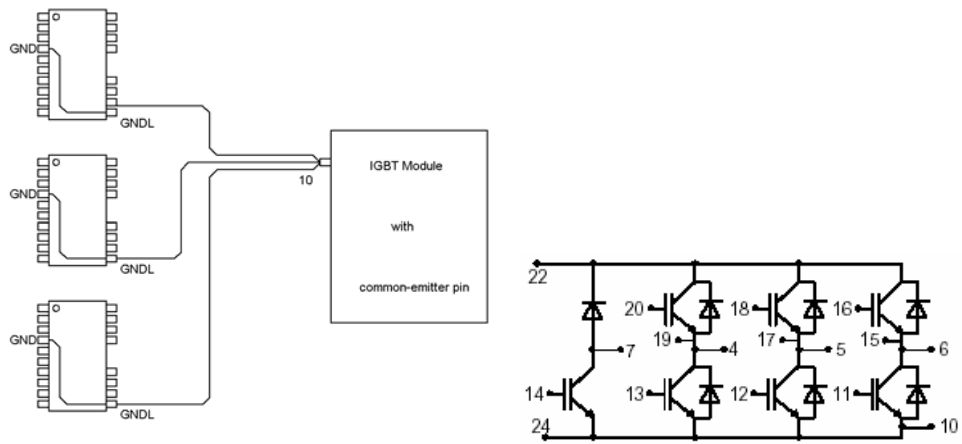 GND
GNDL
GND
GNDL
GND
GNDL
10
IGBT Module
with
common-emitter pin
22
20
18
16
19
17
15
7
4
5
6
14
13
12
11
24
10